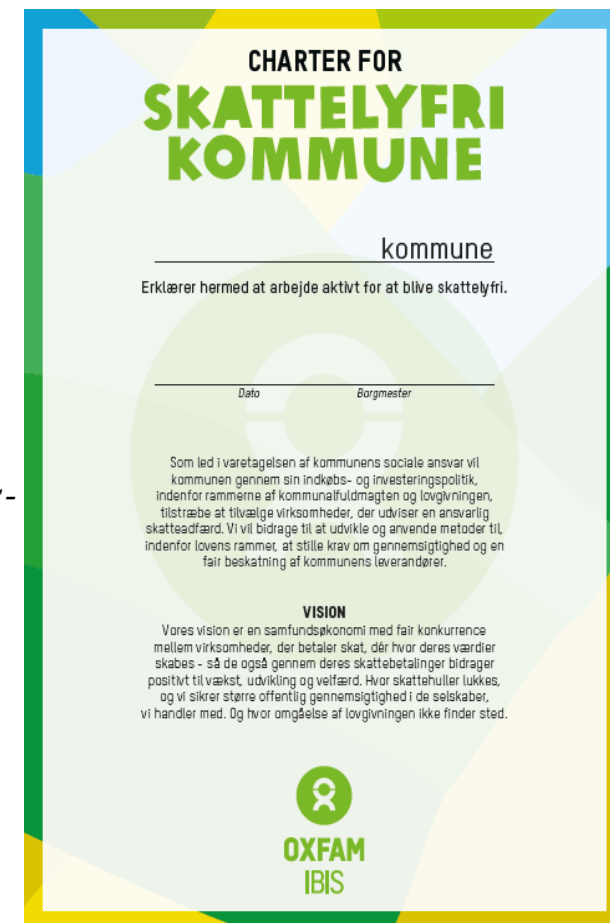 CHARTER FOR
SKATTELYFRI
KOMMUNE
kommune
Erklærer hermed at arbejde aktivt for at blive skattelyfri.
Dato Borgmester
Som led i varetagelsen af kommunens sociale ansvar vil
kommunen gennem sin indkøbs- og investeringspolitik,
indenfor rammerne af kommunalfuldmagten og lovgivningen,
tilstræbe at tilvælge virksomheder, der udviser en ansvarlig
skatteadfærd. Vi vil bidrage til at udvikle og anvende metoder til,
indenfor lovens rammer, at stille krav om gennemsigtighed og en
fair beskatning af kommunens leverandører.
VISION
Vores vision er en samfundsøkonomi med fair konkurrence
mellem virksomheder, der betaler skat, dér hvor deres værdier
skabes - så de også gennem deres skattebetalinger bidrager
positivt til vækst, udvikling og velfærd. Hvor skattehuller lukkes,
og vi sikrer større offentlig gennemsigtighed i de selskaber,
vi handler med. Og hvor omgåelse af lovgivningen ikke finder sted.
OXFAM
IBIS